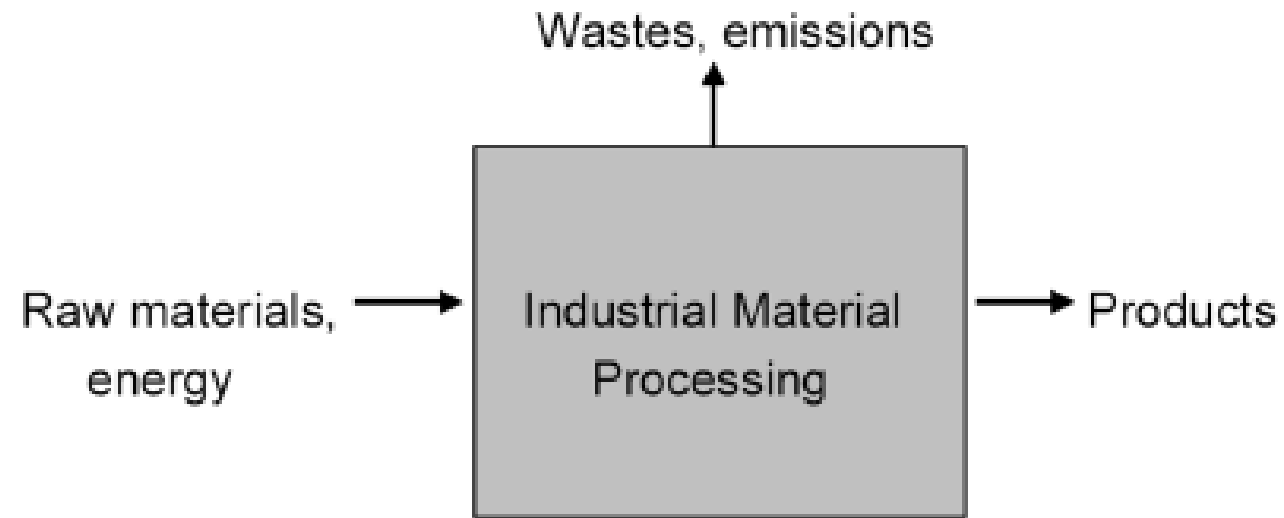 Wastes, emissions
Raw materials,
energy
Industrial Material
Processing
Products